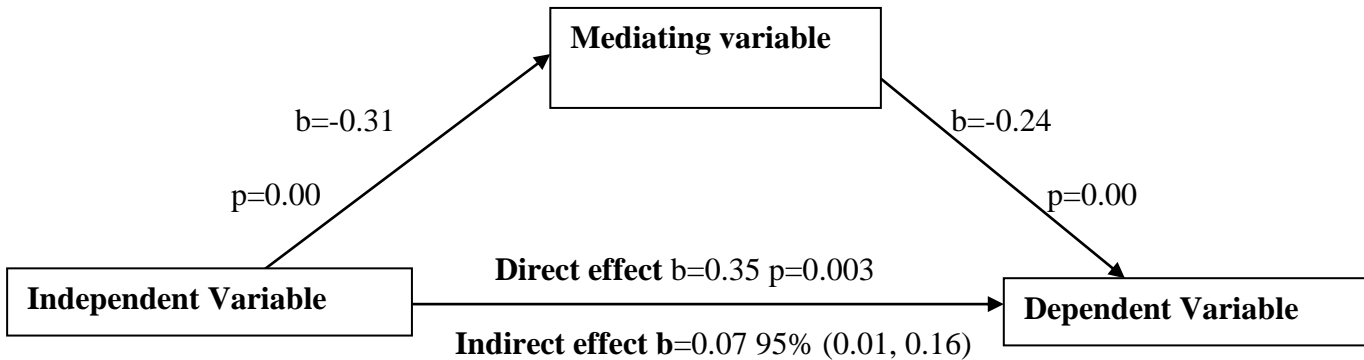 Mediating variable
b=-0.31
b=-0.24
p=0.00
p=0.00
Direct effect b=0.35 p=0.003
Independent Variable
Dependent Variable
Indirect effect b=0.07 95% (0.01, 0.16)